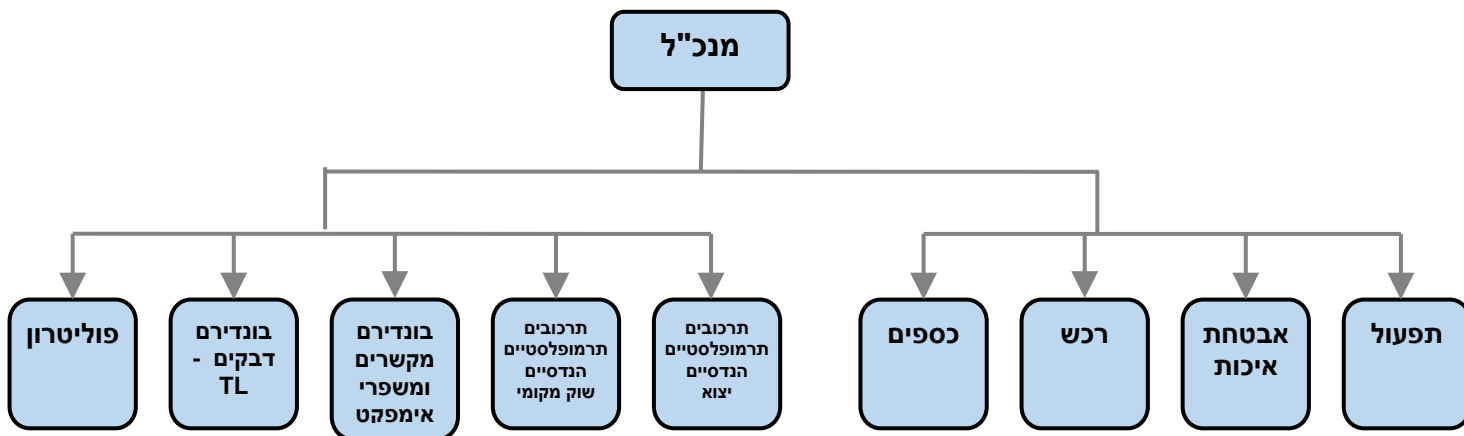 מנכ"ל
תפעול
אבטחת
איכות
רכש
כספים
תרכובים
תרמופלסטיים
הנדסיים
יצוא
תרכובים
תרמופלסטיים
הנדסיים
שוק מקומי
בונדירם
מקשרים
ומשפרי
אימפקט
בונדירם
דבקים -
TL
פוליטרון